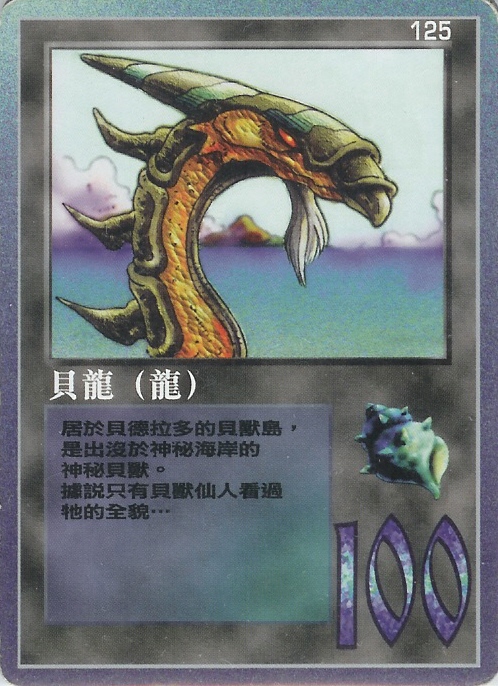 125
貝龍（龍）
居於貝德拉多的貝獸島，
是出沒於神秘海岸的
神秘貝獸。
據説只有貝獸仙人看過
牠的全貌…
100